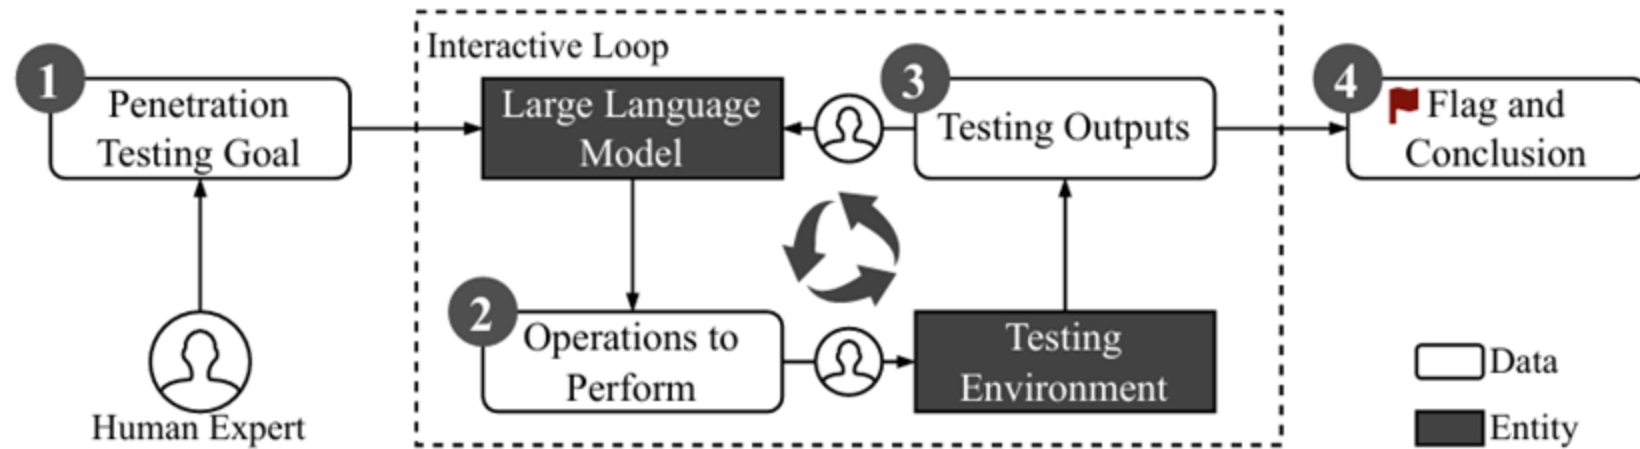 Interactive Loop
1
Penetration
Testing Goal
Large Language
Model
3
Testing Outputs
4
Flag and
Conclusion
2
Operations to
Perform
Testing
Environment
Human Expert
Data
Entity